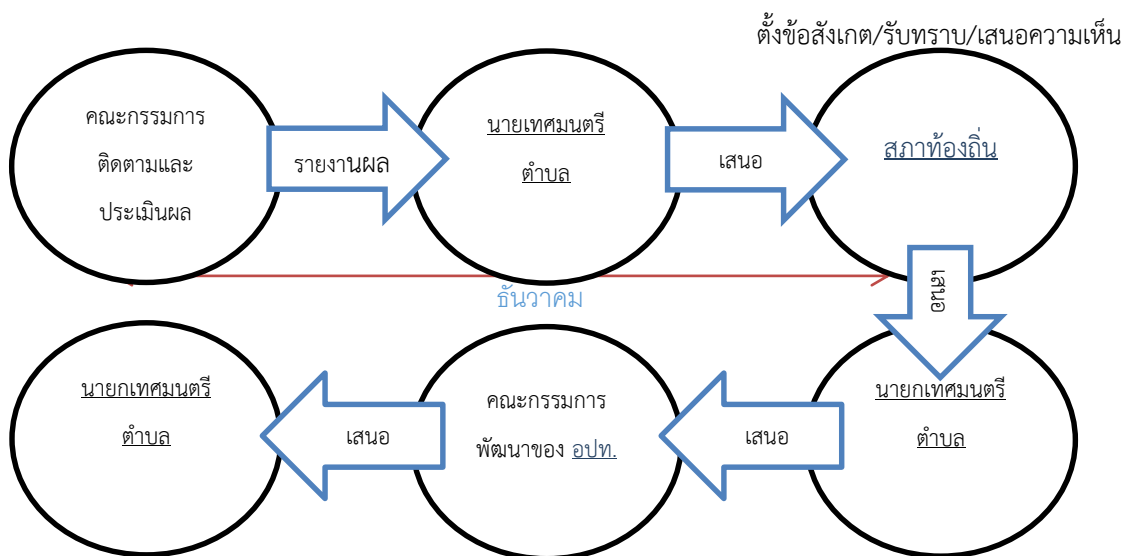 ตั้งข้อสังเกต/รับทราบ/เสนอความเห็น
คณะกรรมการ
ติดตามและ
ประเมินผล
รายงานผล
นายเทศมนตรี
ตำบล
เสนอ
สภาท้องถิ่น
ธันวาคม
เสนอ
นายกเทศมนตรี
ตำบล
เสนอ
คณะกรรมการ
พัฒนาของ อปท.
เสนอ
นายกเทศมนตรี
ตำบล